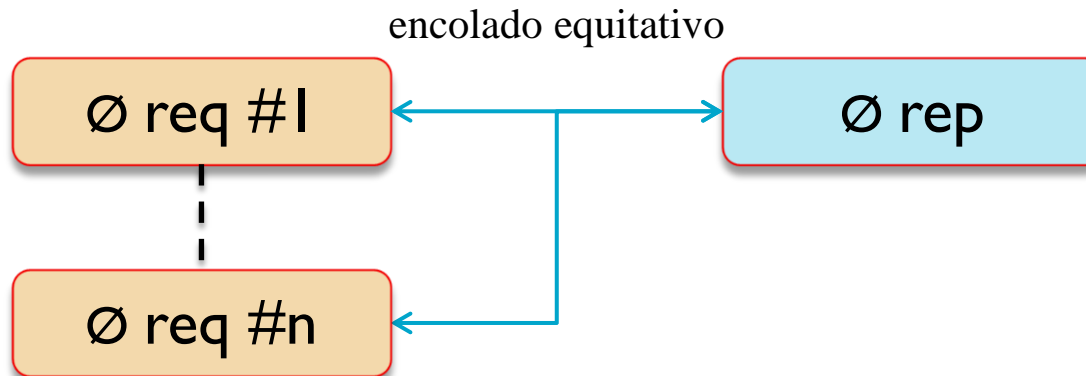 encolado equitativo
Ø req #1
Ø rep
Ø req #n